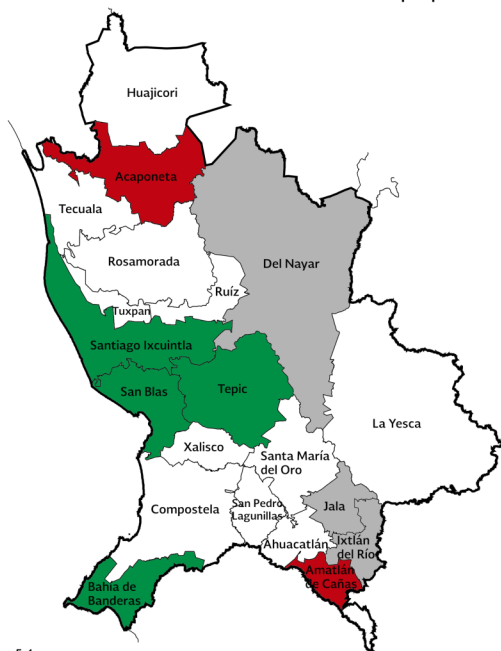 Huajicori
Acaponeta
Tecuala
Rosamorada
Del Nayar
Ruíz
Tuxpan
Santiago Ixcuintla
San Blas
Tepic
La Yesca
Xalisco
Santa María
del Oro
San Pedro
Lagunillas
Compostela
Jala
Ahuacatlán
Ixtlán
del Río
Amatlán
de Cañas
Bahía de
Banderas